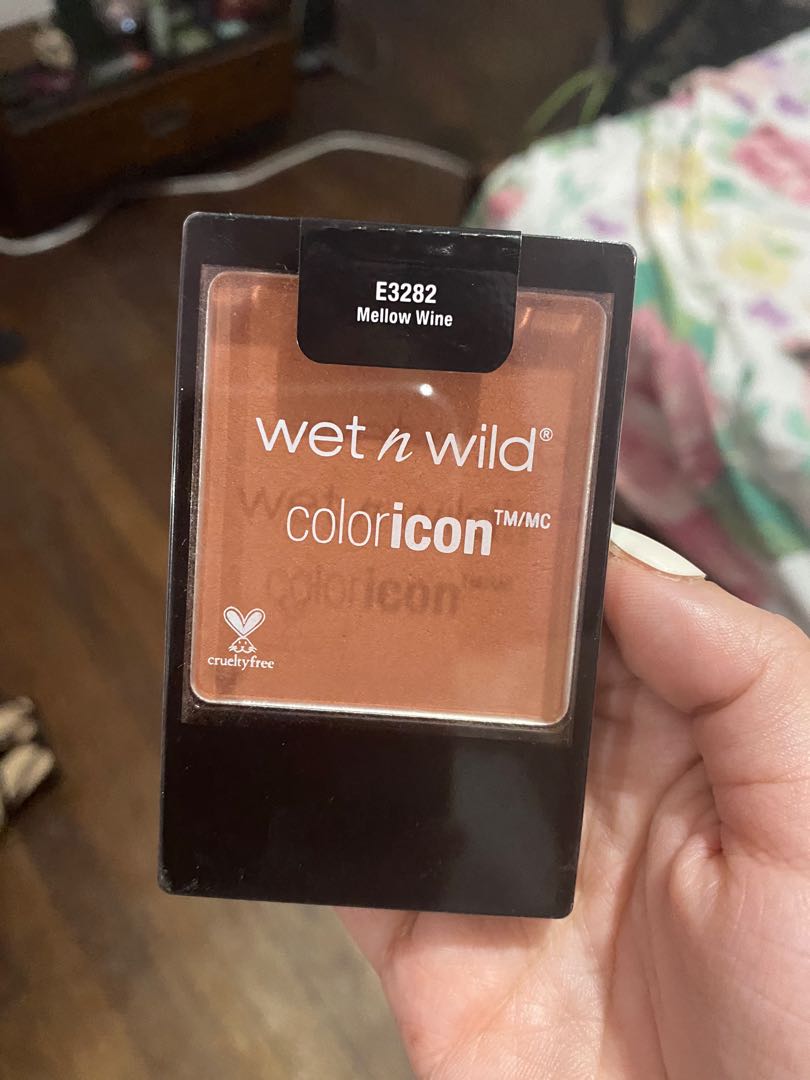 E3282
Mellow Wine
wet n wild®
coloricon™/MC
crueltyfree